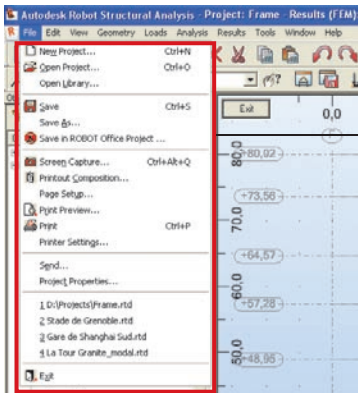 Autodesk Robot Structural Analysis - Project: Frame - Results (FEM)
File Edit View Geometry Loads Analysis Results Tools Window Help
New Project... Ctrl+N
Open Project... Ctrl+O
Open Library...
Save Ctrl+S
Save As...
Save in ROBOT Office Project ...
Screen Capture... Ctrl+Alt+Q
Printout Composition...
Page Setup...
Print Preview...
Print Ctrl+P
Printer Settings...
Send...
Project Properties...
1 D:\Projects\Frame.rtd
2 Stade de Grenoble.rtd
3 Gare de Shanghai Sud.rtd
4 La Tour Granite_modal.rtd
Exit
Exit
0,0
80,0
+80,92
+73,56
70,0
+64,57
60,0
+57,28
50,0
+48,95